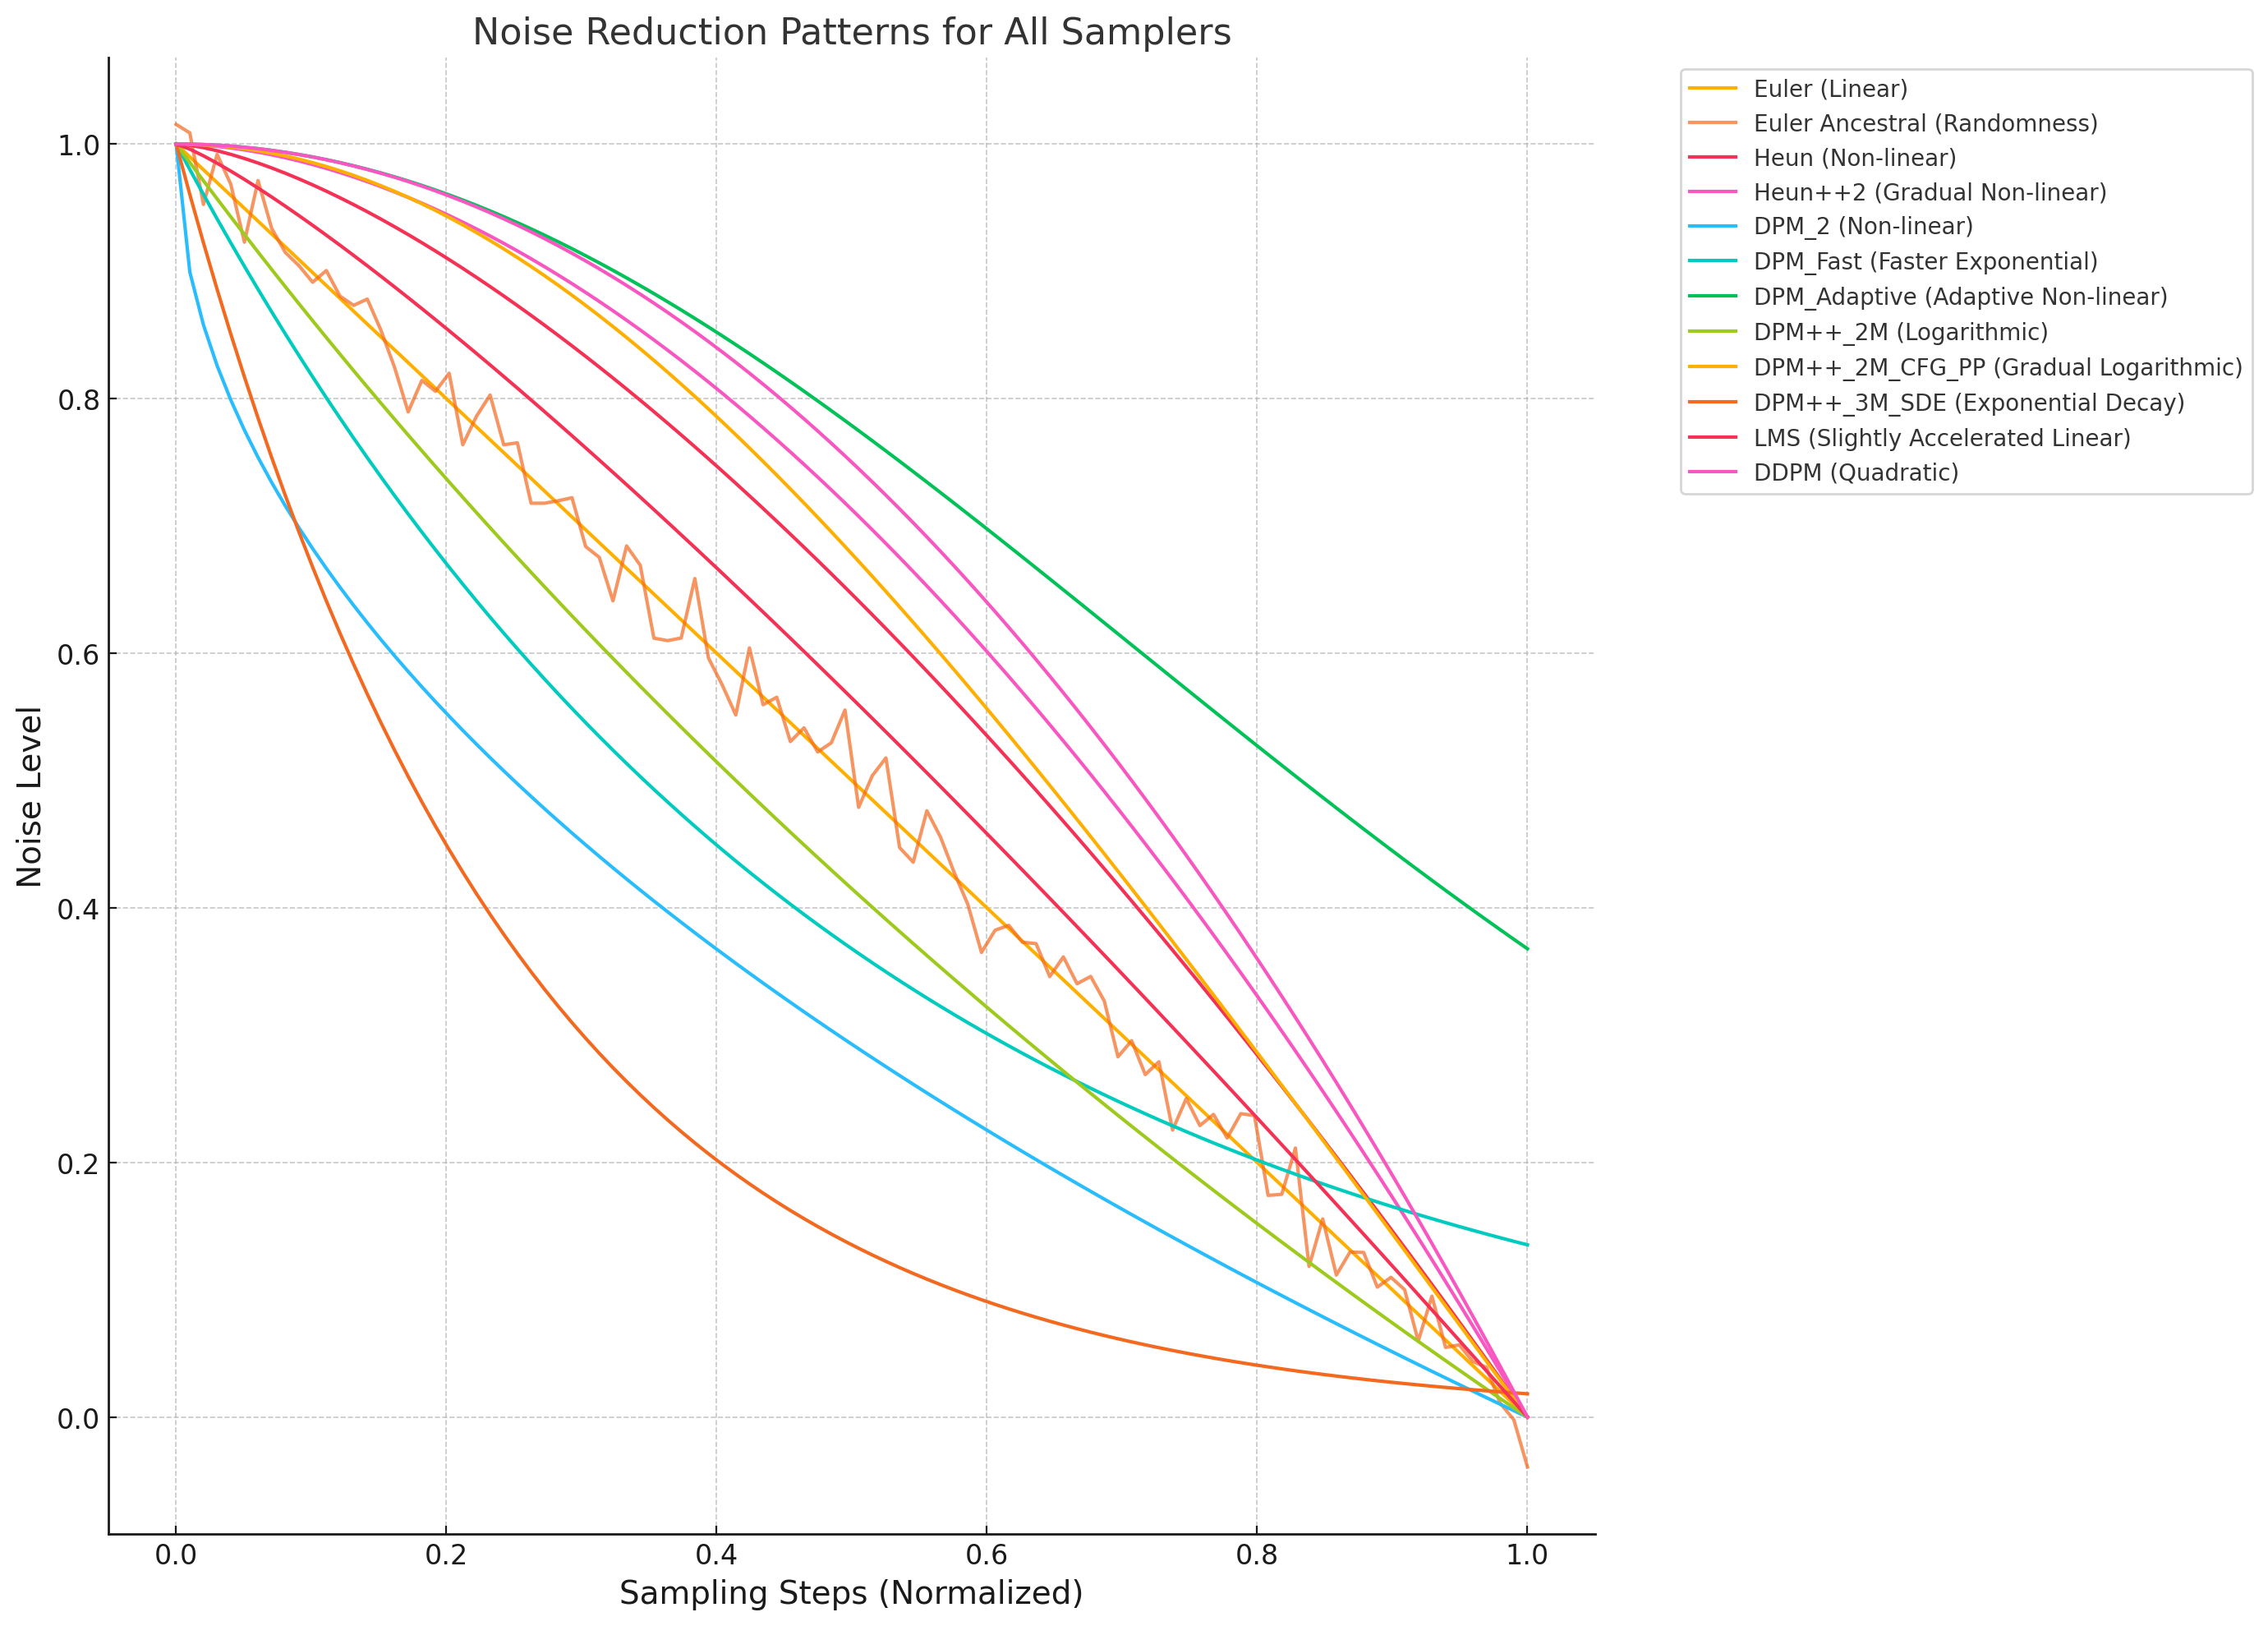 Noise Reduction Patterns for All Samplers
Euler (Linear)
Euler Ancestral (Randomness)
Heun (Non-linear)
Heun++2 (Gradual Non-linear)
DPM_2 (Non-linear)
DPM_Fast (Faster Exponential)
DPM_Adaptive (Adaptive Non-linear)
DPM++_2M (Logarithmic)
DPM++_2M_CFG_PP (Gradual Logarithmic)
DPM++_3M_SDE (Exponential Decay)
LMS (Slightly Accelerated Linear)
DDPM (Quadratic)
Noise Level
1.0
0.8
0.6
0.4
0.2
0.0
0.0 0.2 0.4 0.6 0.8 1.0
Sampling Steps (Normalized)